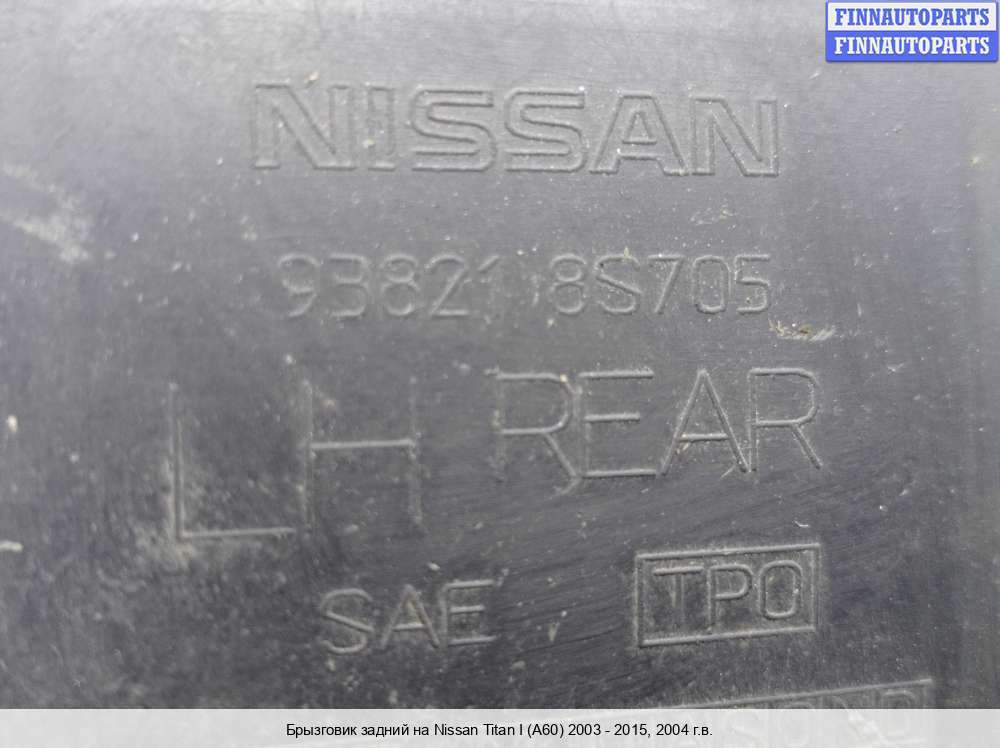 FINNAUTOPARTS
FINNAUTOPARTS
NISSAN
93821 8S705
LH REAR
SAE TPO
Брызговик задний на Nissan Titan I (A60) 2003 - 2015, 2004 г.в.